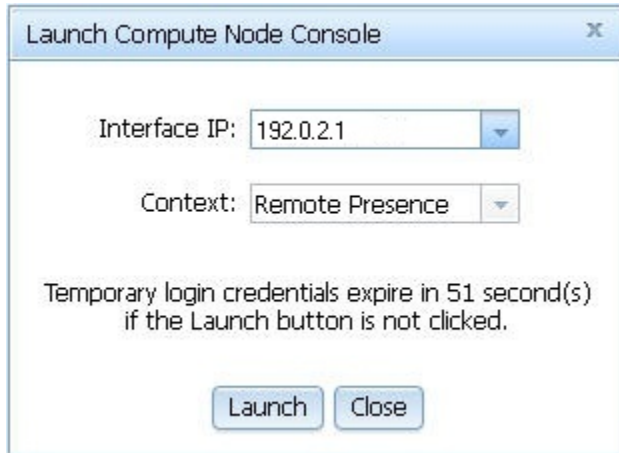 Launch Compute Node Console
Interface IP: 192.0.2.1
Context: Remote Presence
Temporary login credentials expire in 51 second(s)
if the Launch button is not clicked.
Launch Close